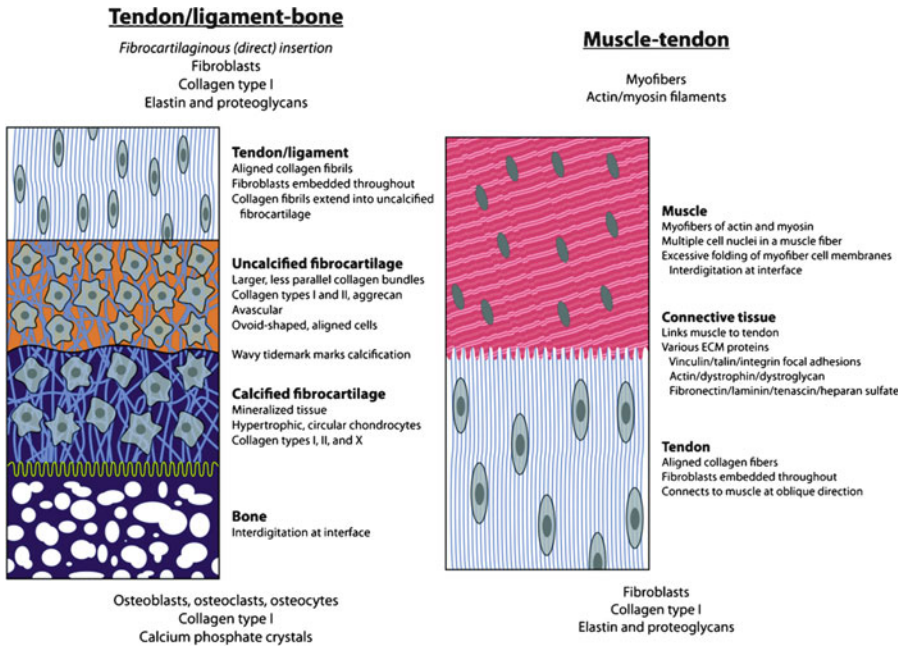 Tendon/ligament-bone
Fibrocartilaginous (direct) insertion
Fibroblasts
Collagen type I
Elastin and proteoglycans
Tendon/ligament
Aligned collagen fibrils
Fibroblasts embedded throughout
Collagen fibrils extend into uncalcified
fibrocartilage
Uncalcified fibrocartilage
Larger, less parallel collagen bundles
Collagen types I and II, aggrecan
Avascular
Ovoid-shaped, aligned cells
Wavy tidemark marks calcification
Calcified fibrocartilage
Mineralized tissue
Hypertrophic, circular chondrocytes
Collagen types I, II, and X
Bone
Interdigitation at interface
Osteoblasts, osteoclasts, osteocytes
Collagen type I
Calcium phosphate crystals
Muscle-tendon
Myofibers
Actin/myosin filaments
Muscle
Myofibers of actin and myosin
Multiple cell nuclei in a muscle fiber
Excessive folding of myofiber cell membranes
Interdigitation at interface
Connective tissue
Links muscle to tendon
Various ECM proteins
Vinculin/talin/integrin focal adhesions
Actin/dystrophin/dystroglycan
Fibronectin/laminin/tenascin/heparan sulfate
Tendon
Aligned collagen fibers
Fibroblasts embedded throughout
Connects to muscle at oblique direction
Fibroblasts
Collagen type I
Elastin and proteoglycans